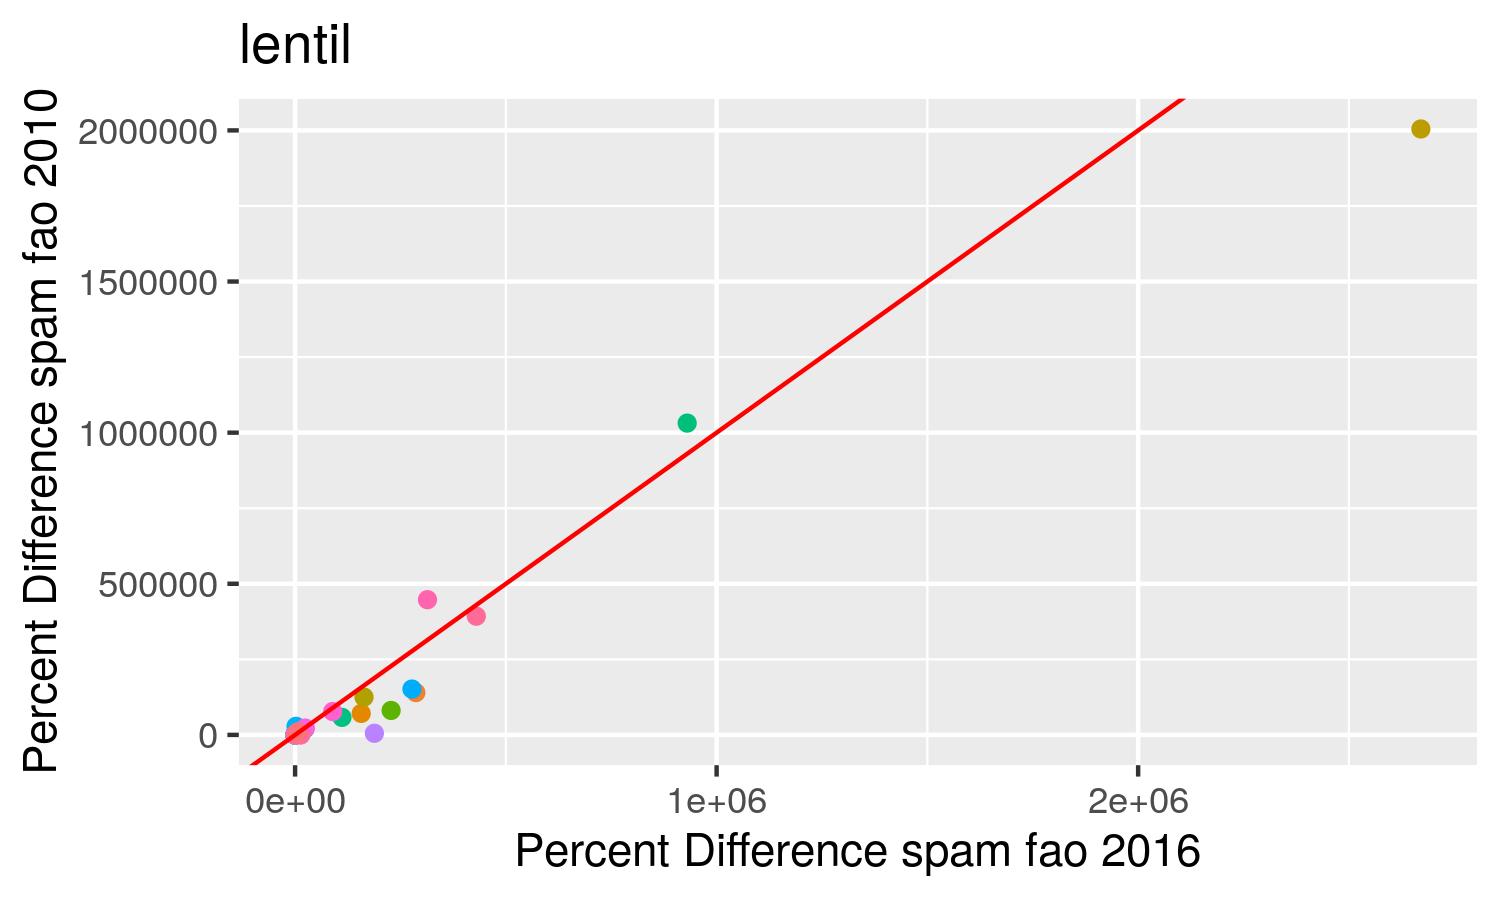 lentil
Percent Difference spam fao 2010
2000000
1500000
1000000
500000
0
0e+00 1e+06 2e+06
Percent Difference spam fao 2016